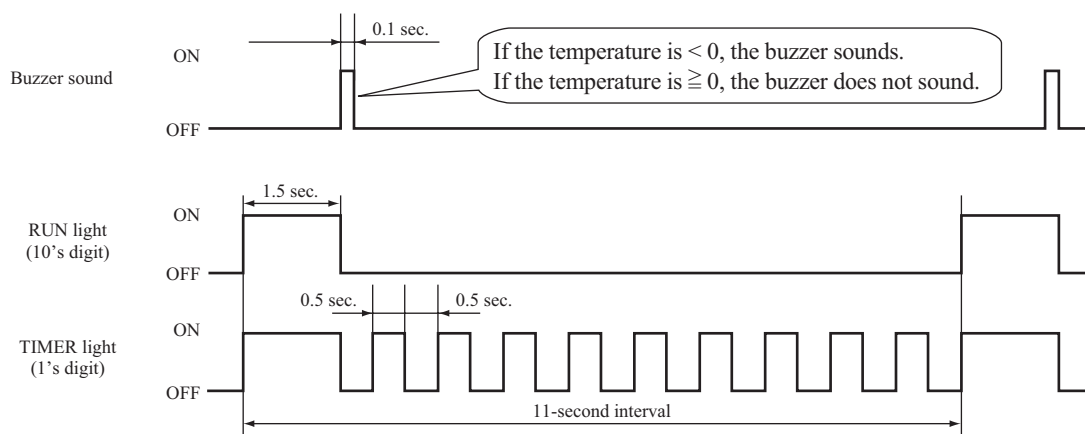 0.1 sec.
ON
If the temperature is < 0, the buzzer sounds.
If the temperature is ≧ 0, the buzzer does not sound.
Buzzer sound
OFF
1.5 sec.
ON
RUN light
(10’s digit)
OFF
0.5 sec.
0.5 sec.
ON
TIMER light
(1’s digit)
OFF
11-second interval